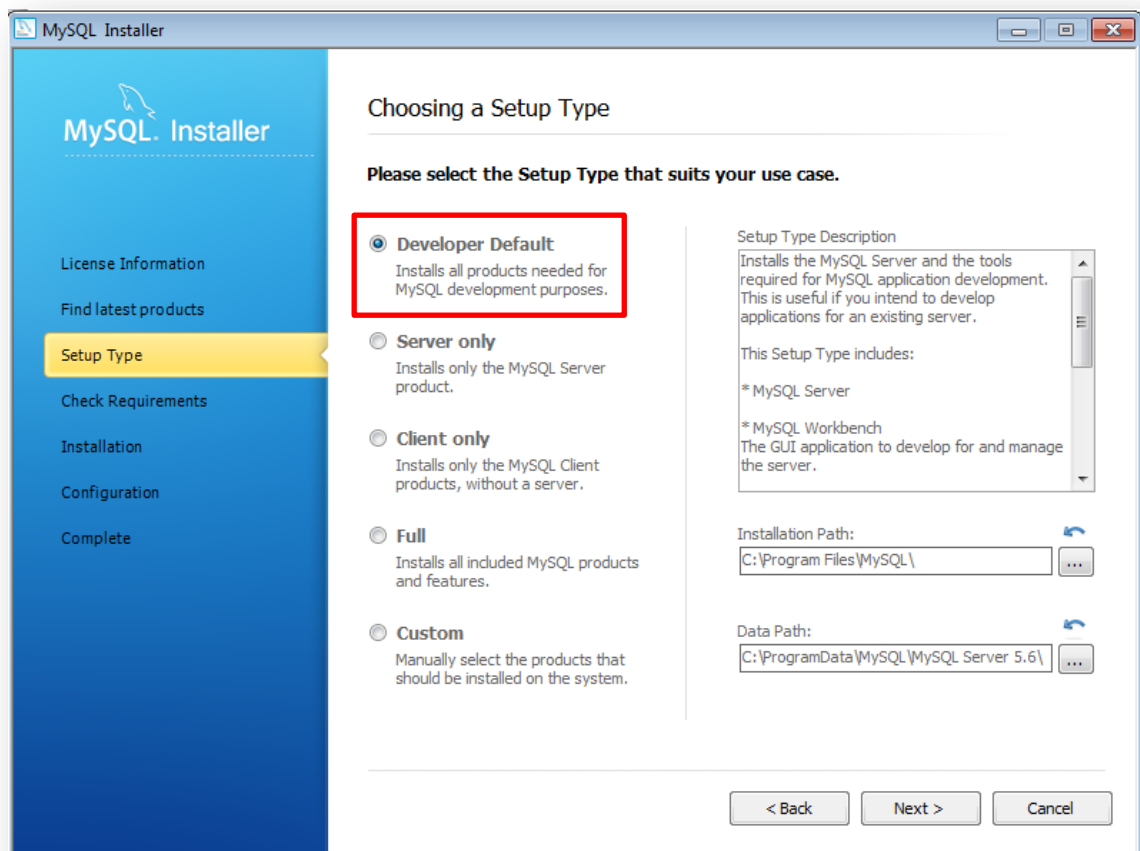 MySQL Installer
MySQL. Installer
License Information
Find latest products
Setup Type
Check Requirements
Installation
Configuration
Complete
Choosing a Setup Type
Please select the Setup Type that suits your use case.
Developer Default
Installs all products needed for
MySQL development purposes.
Server only
Installs only the MySQL Server
product.
Client only
Installs only the MySQL Client
products, without a server.
Full
Installs all included MySQL products
and features.
Custom
Manually select the products that
should be installed on the system.
Setup Type Description
Installs the MySQL Server and the tools
required for MySQL application development.
This is useful if you intend to develop
applications for an existing server.
This Setup Type includes:
* MySQL Server
* MySQL Workbench
The GUI application to develop for and manage
the server.
Installation Path:
C:\Program Files\MySQL\
...
Data Path:
C:\ProgramData\MySQL\MySQL Server 5.6\
...
< Back
Next >
Cancel